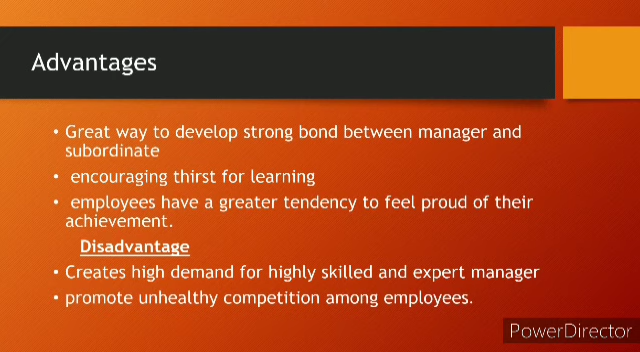 Advantages
• Great way to develop strong bond between manager and
subordinate
• encouraging thirst for learning
• employees have a greater tendency to feel proud of their
achievement.
Disadvantage
• Creates high demand for highly skilled and expert manager
• promote unhealthy competition among employees.
PowerDirector